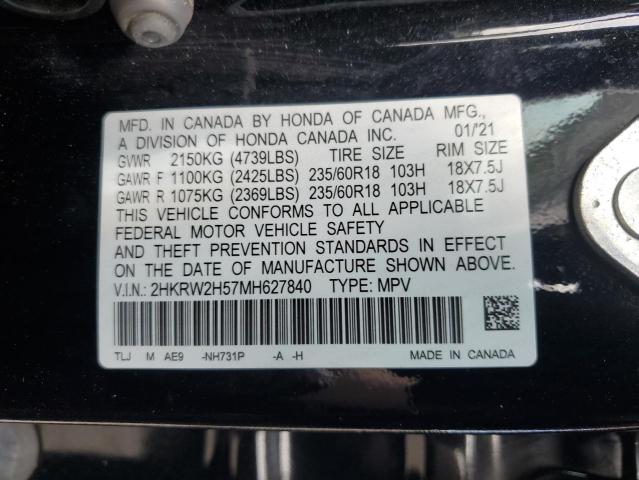 MFD. IN CANADA BY HONDA OF CANADA MFG.,
A DIVISION OF HONDA CANADA INC. 01/21
GVWR 2150KG (4739LBS) TIRE SIZE RIM SIZE
GAWR F 1100KG (2425LBS) 235/60R18 103H 18X7.5J
GAWR R 1075KG (2369LBS) 235/60R18 103H 18X7.5J
THIS VEHICLE CONFORMS TO ALL APPLICABLE
FEDERAL MOTOR VEHICLE SAFETY
AND THEFT PREVENTION STANDARDS IN EFFECT
ON THE DATE OF MANUFACTURE SHOWN ABOVE.
V.I.N.: 2HKRW2H57MH627840 TYPE: MPV
TLJ M AE9 -NH731P -A -H MADE IN CANADA